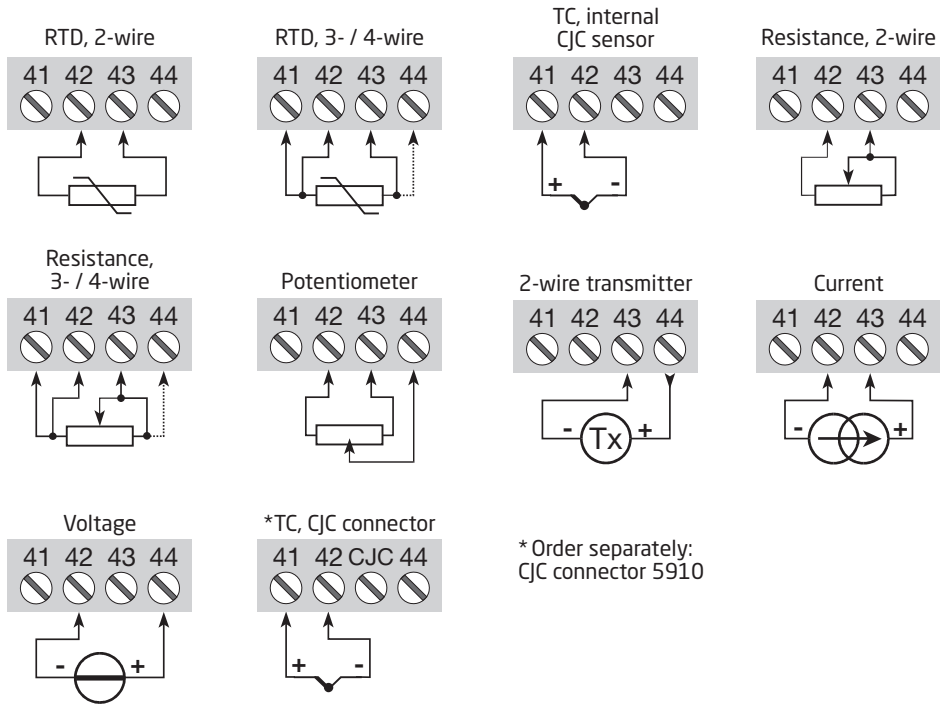 RTD, 2-wire
41 42 43 44
RTD, 3- / 4-wire
41 42 43 44
TC, internal
CJC sensor
41 42 43 44
+ -
Resistance, 2-wire
41 42 43 44
Resistance,
3- / 4-wire
41 42 43 44
Potentiometer
41 42 43 44
2-wire transmitter
41 42 43 44
- Tx +
Current
41 42 43 44
- +
Voltage
41 42 43 44
- +
*TC, CJC connector
41 42 CJC 44
+ -
* Order separately:
CJC connector 5910